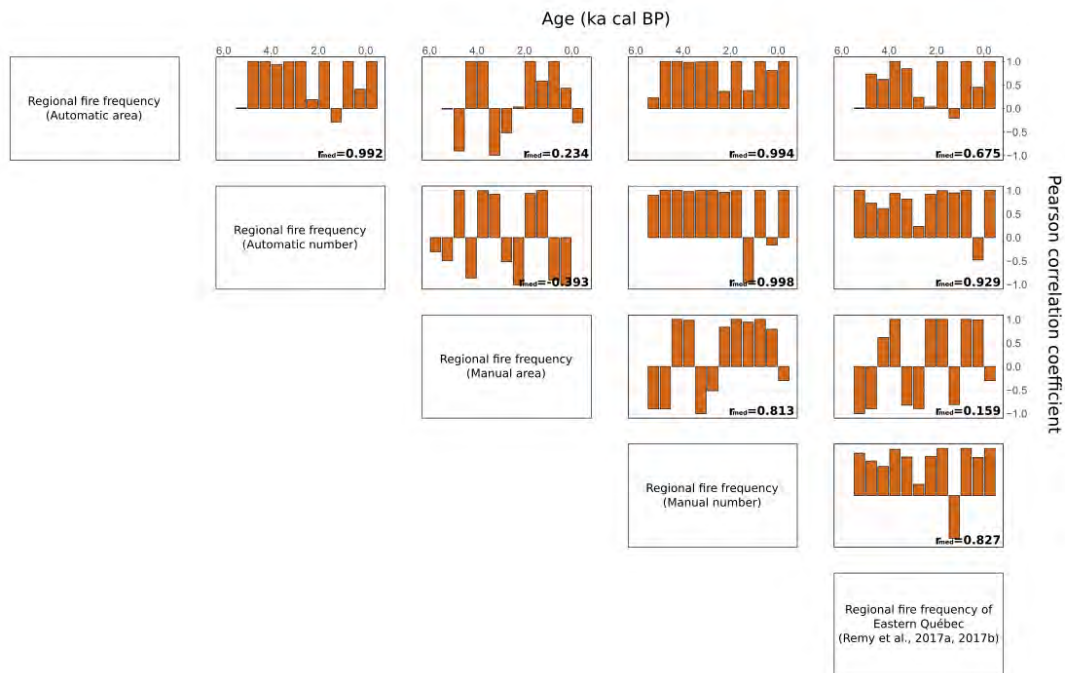 Age (ka cal BP)
6.0 4.0 2.0 0.0 6.0 4.0 2.0 0.0 6.0 4.0 2.0 0.0 6.0 4.0 2.0 0.0
Regional fire frequency
(Automatic area)
rmed=0.992
rmed=0.234
rmed=0.994
rmed=0.675
1.0
0.5
0.0
−0.5
−1.0
Regional fire frequency
(Automatic number)
rmed=-0.393
rmed=0.998
rmed=0.929
1.0
0.5
0.0
−0.5
−1.0
Pearson correlation coefficient
Regional fire frequency
(Manual area)
rmed=0.813
rmed=0.159
1.0
0.5
0.0
−0.5
−1.0
Regional fire frequency
(Manual number)
rmed=0.827
Regional fire frequency of
Eastern Québec
(Remy et al., 2017a, 2017b)